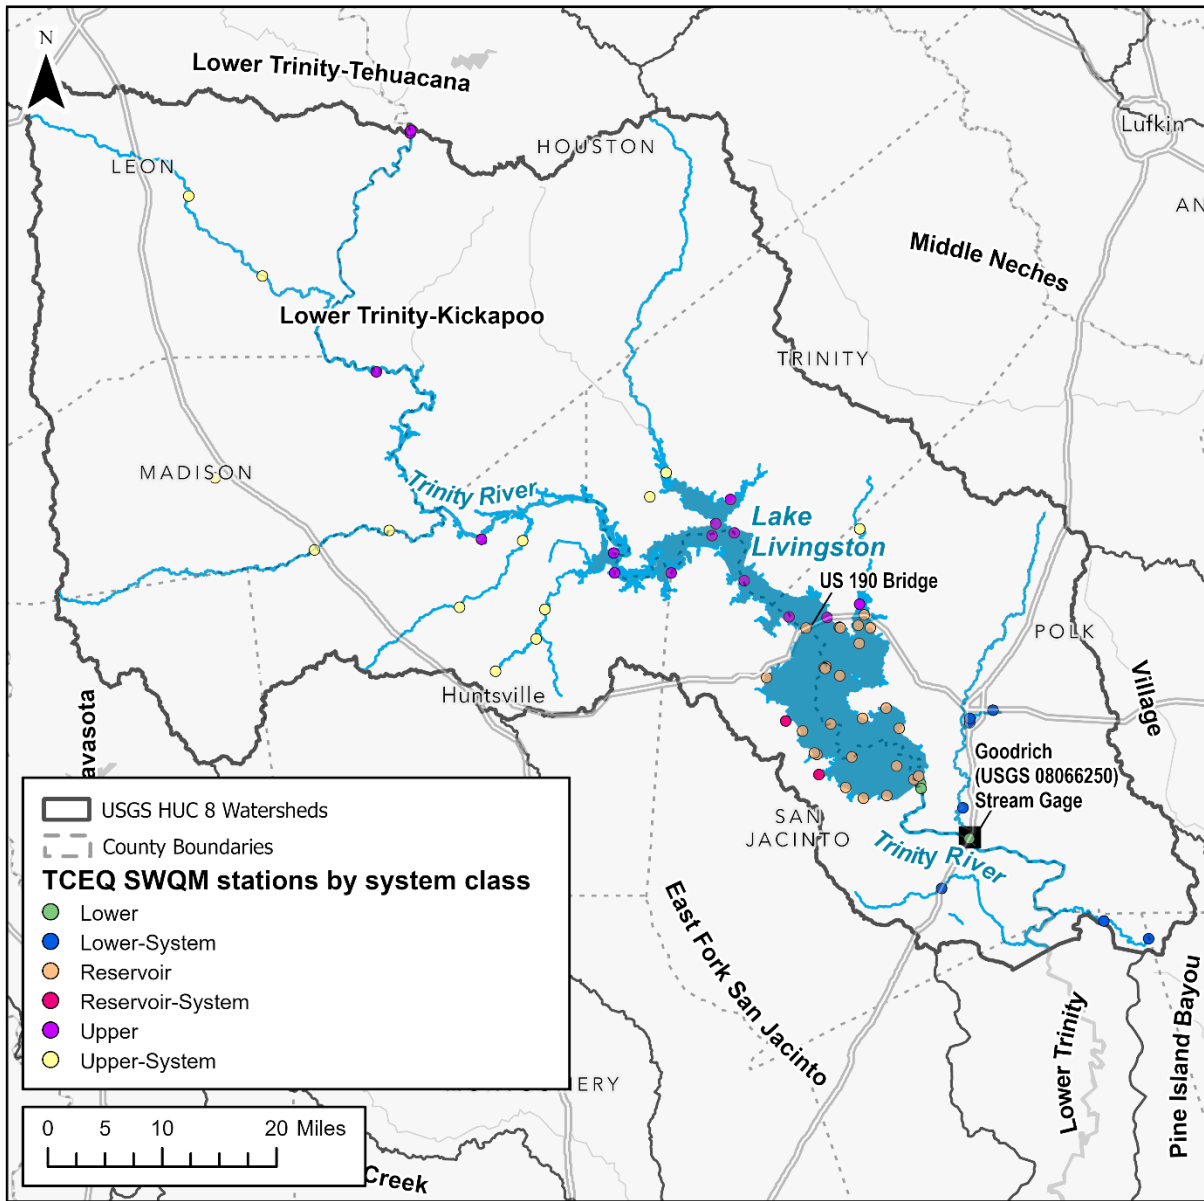 N
Lower Trinity-Tehuacana
HOUSTON
Lufkin
LEON
AN
Middle Neches
Lower Trinity-Kickapoo
TRINITY
MADISON
Trinity River
Lake
Livingston
US 190 Bridge
POLK
Huntsville
Village
avasota
Goodrich
(USGS 08066250)
Stream Gage
SAN
JACINTO
Trinity River
East Fork San Jacinto
Lower Trinity
Pine Island Bayou
USGS HUC 8 Watersheds
County Boundaries
TCEQ SWQM stations by system class
Lower
Lower-System
Reservoir
Reservoir-System
Upper
Upper-System
ERY
0 5 10 20 Miles
Creek